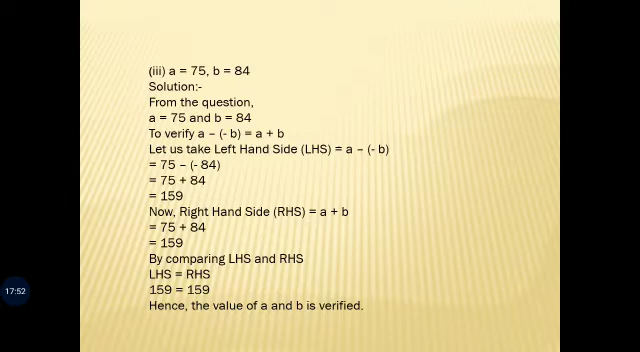 (iii) a = 75, b = 84
Solution:-
From the question,
a = 75 and b = 84
To verify a – (- b) = a + b
Let us take Left Hand Side (LHS) = a – (- b)
= 75 – (- 84)
= 75 + 84
= 159
Now, Right Hand Side (RHS) = a + b
= 75 + 84
= 159
By comparing LHS and RHS
LHS = RHS
159 = 159
Hence, the value of a and b is verified.
17:52